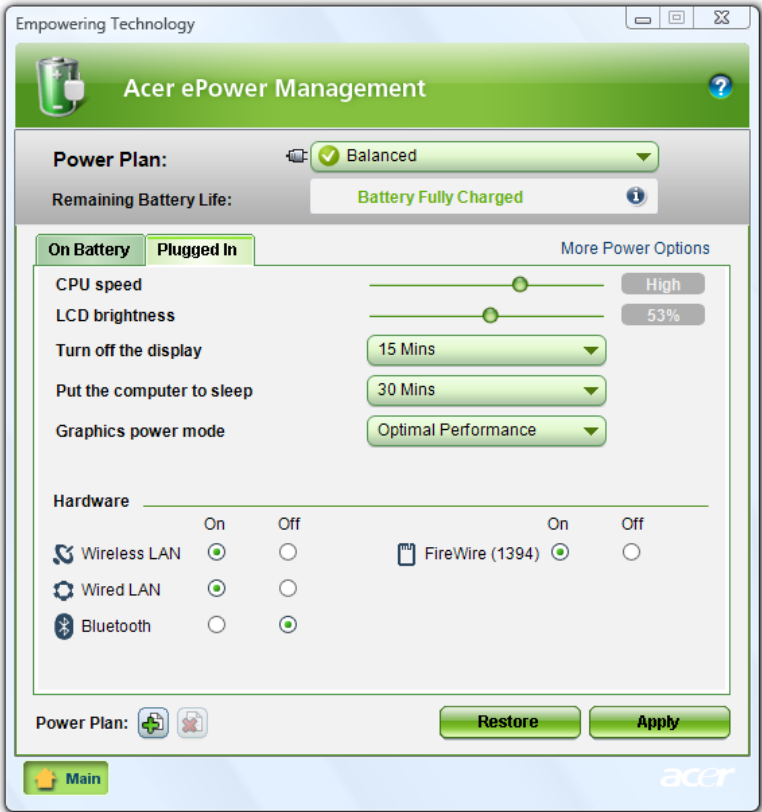 Empowering Technology
Acer ePower Management
?
Power Plan: Balanced
Remaining Battery Life: Battery Fully Charged i
On Battery Plugged In More Power Options
CPU speed High
LCD brightness 53%
Turn off the display 15 Mins
Put the computer to sleep 30 Mins
Graphics power mode Optimal Performance
Hardware
On Off On Off
Wireless LAN FireWire (1394)
Wired LAN
Bluetooth
Power Plan: Restore Apply
Main acer